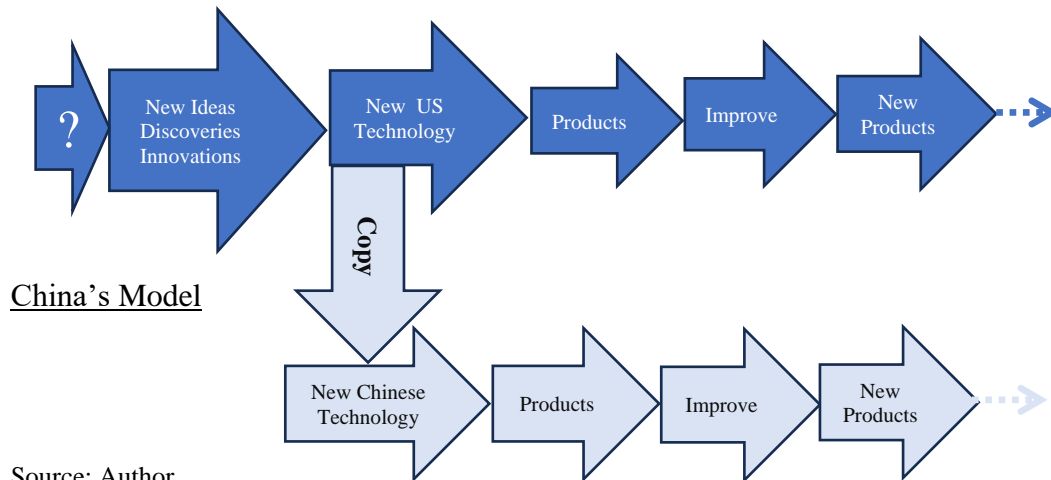 ?
New Ideas
Discoveries
Innovations
New US
Technology
Products
Improve
New
Products
Copy
China’s Model
New Chinese
Technology
Products
Improve
New
Products
Source: Author